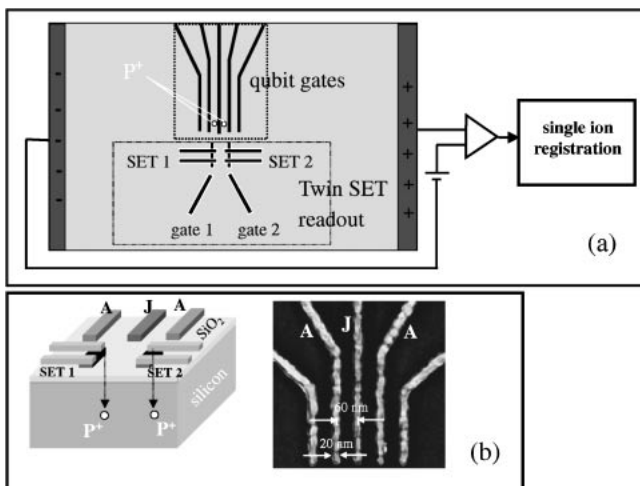 P+
qubit gates
single ion
registration
SET 1
SET 2
Twin SET
readout
gate 1
gate 2
(a)
A
J
A
SiO2
SET 1
SET 2
silicon
P+
P+
A
J
A
60 nm
20 nm
(b)